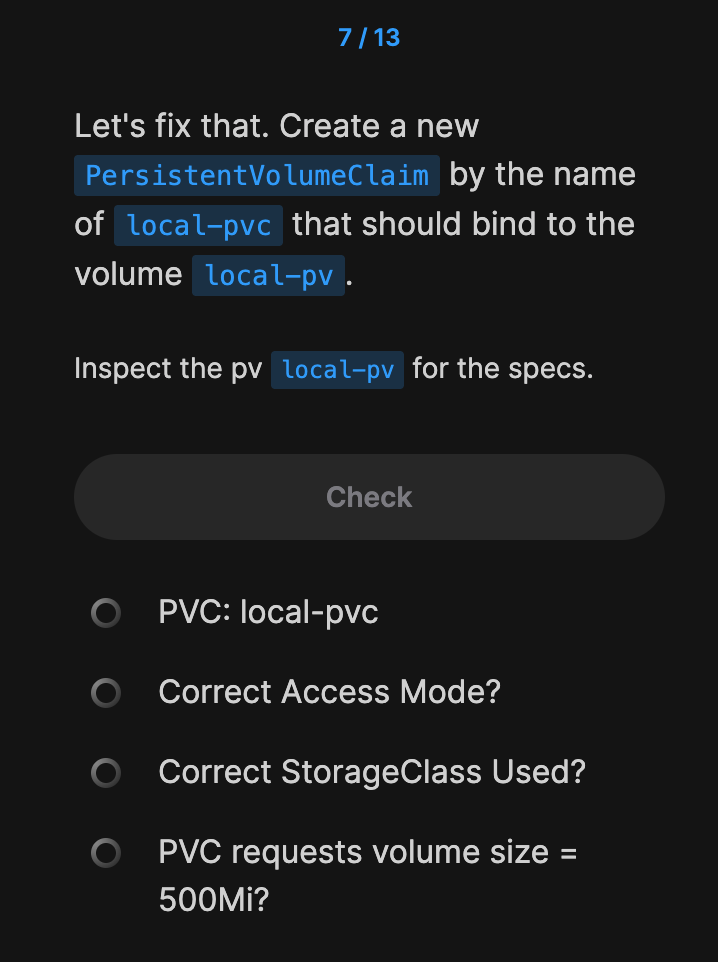 7 / 13
Let's fix that. Create a new
PersistentVolumeClaim by the name
of local-pvc that should bind to the
volume local-pv.
Inspect the pv local-pv for the specs.
Check
PVC: local-pvc
Correct Access Mode?
Correct StorageClass Used?
PVC requests volume size =
500Mi?